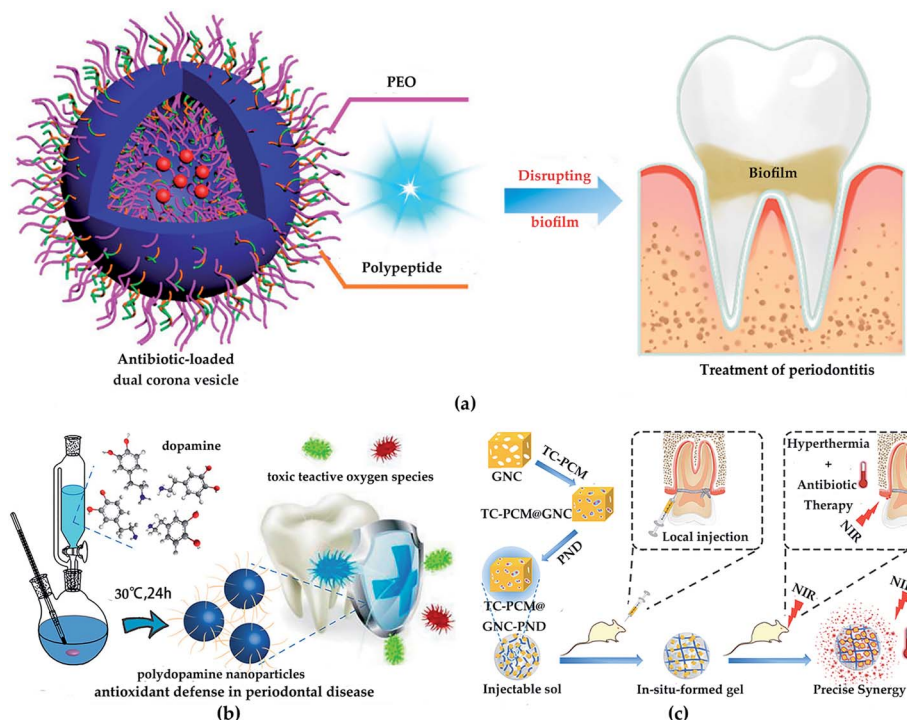 PEO
Disrupting
biofilm
Biofilm
Polypeptide
Antibiotic-loaded
dual corona vesicle
Treatment of periodontitis
(a)
dopamine
toxic teactive oxygen species
30℃,24h
polydopamine nanoparticles
antioxidant defense in periodontal disease
(b)
GNC
TC-PCM
TC-PCM@GNC
PND
TC-PCM@
GNC-PND
Injectable sol
Local injection
In-situ-formed gel
Hyperthermia
+
Antibiotic
Therapy
NIR
NIR
NIR
Precise Synergy
(c)